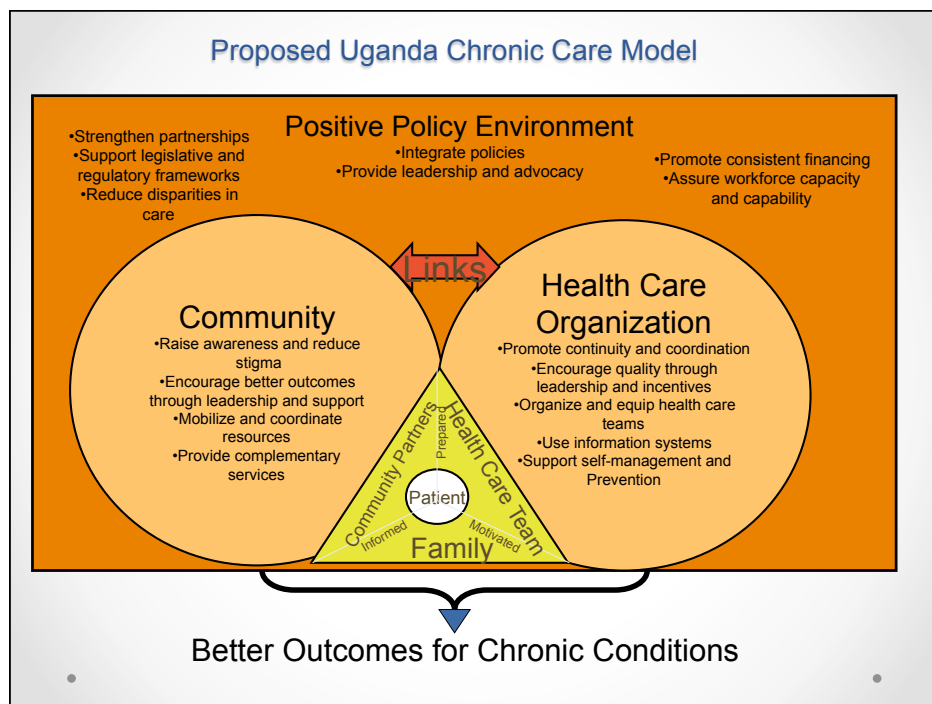 Proposed Uganda Chronic Care Model
Positive Policy Environment
•Strengthen partnerships
•Support legislative and
regulatory frameworks
•Reduce disparities in
care
•Integrate policies
•Provide leadership and advocacy
•Promote consistent financing
•Assure workforce capacity
and capability
Links
Community
•Raise awareness and reduce
stigma
•Encourage better outcomes
through leadership and support
•Mobilize and coordinate
resources
•Provide complementary
services
Health Care
Organization
•Promote continuity and coordination
•Encourage quality through
leadership and incentives
•Organize and equip health care
teams
•Use information systems
•Support self-management and
Prevention
Community Partners
Prepared
Health Care Team
Patient
Informed
Motivated
Family
Better Outcomes for Chronic Conditions